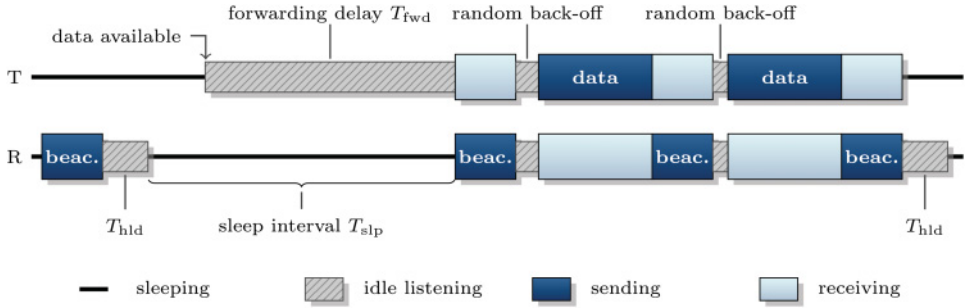 forwarding delay T_fwd random back-off random back-off
data available
T
data data
R
beac. beac. beac. beac.
T_hld sleep interval T_slp T_hld
sleeping idle listening sending receiving